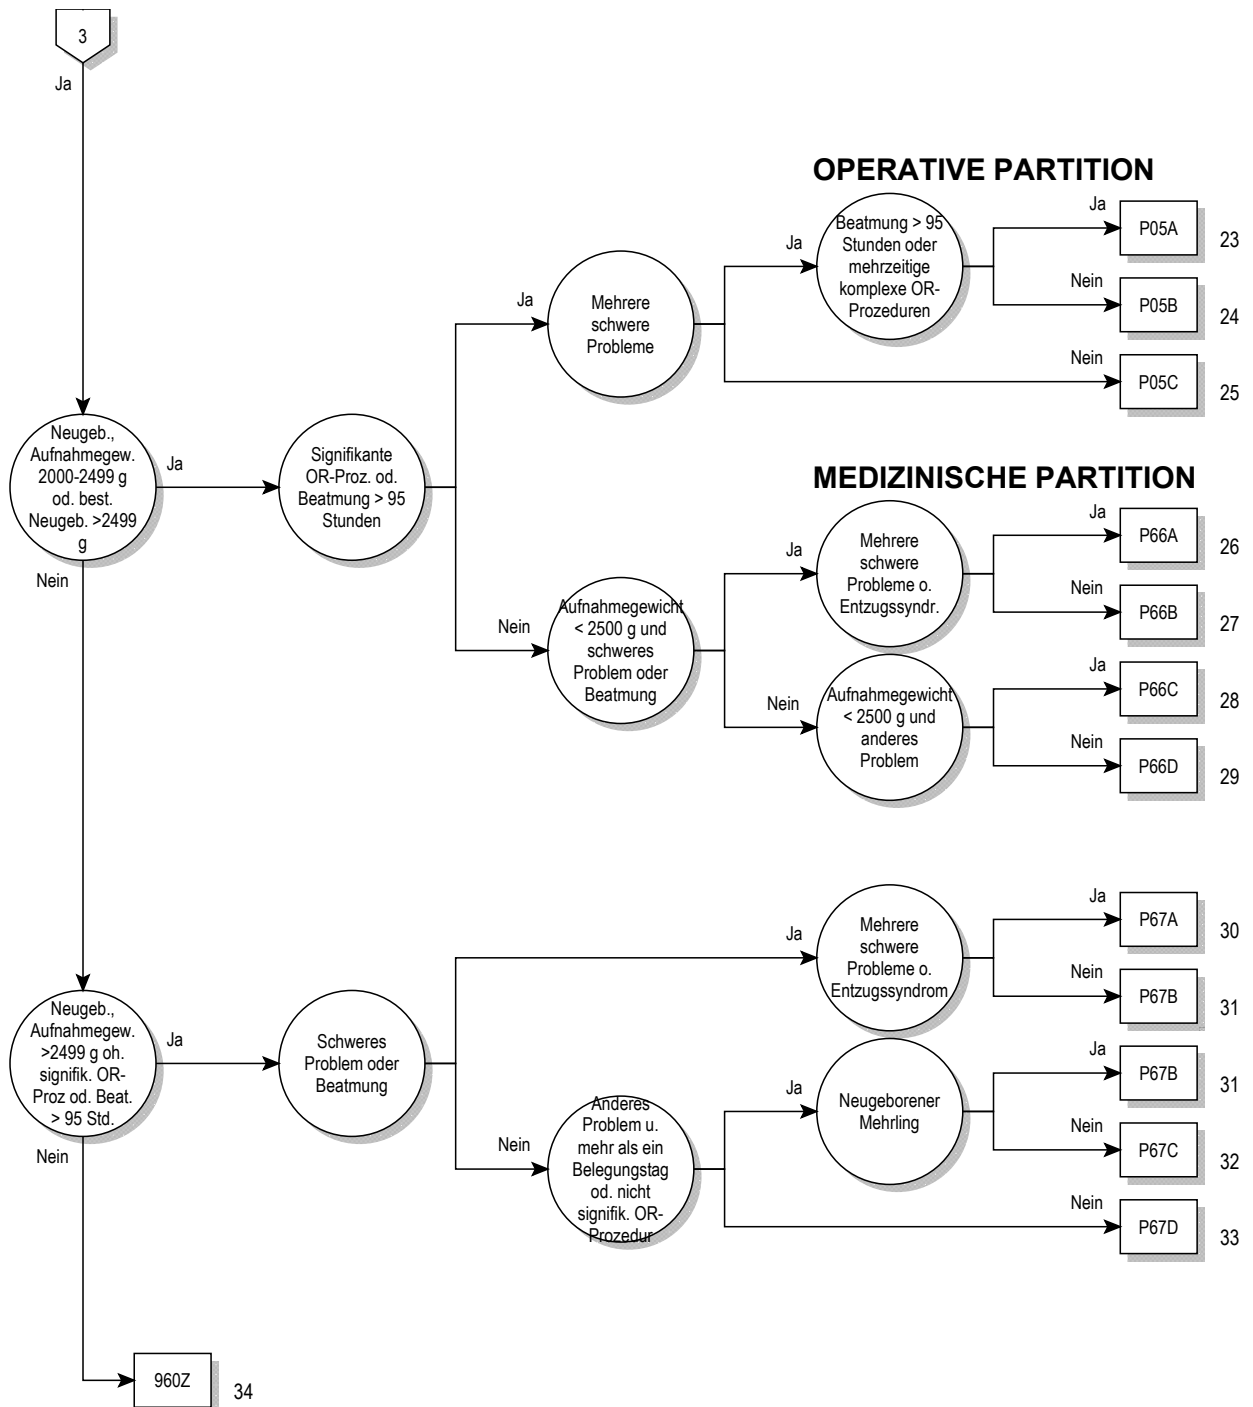 3
Ja
OPERATIVE PARTITION
Beatmung > 95
Stunden oder
mehrzeitige
komplexe OR-
Prozeduren
Ja
Ja
P05A
23
Nein
P05B
24
Ja
Mehrere
schwere
Probleme
Nein
P05C
25
Neugeb.,
Aufnahmegew.
2000-2499 g
od. best.
Neugeb. >2499
g
Ja
Signifikante
OR-Proz. od.
Beatmung > 95
Stunden
MEDIZINISCHE PARTITION
Ja
Mehrere
schwere
Probleme o.
Entzugssyndr.
Ja
P66A
26
Nein
P66B
27
Nein
Nein
Aufnahmegewicht
< 2500 g und
schweres
Problem oder
Beatmung
Nein
Aufnahmegewicht
< 2500 g und
anderes
Problem
Ja
P66C
28
Nein
P66D
29
Ja
Mehrere
schwere
Probleme o.
Entzugssyndrom
Ja
P67A
30
Nein
P67B
31
Neugeb.,
Aufnahmegew.
>2499 g oh.
signifik. OR-
Proz od. Beat.
> 95 Std.
Ja
Schweres
Problem oder
Beatmung
Ja
Neugeborener
Mehrling
Ja
P67B
31
Nein
P67C
32
Nein
Nein
Anderes
Problem u.
mehr als ein
Belegungstag
od. nicht
signifik. OR-
Prozedur
Nein
P67D
33
960Z
34